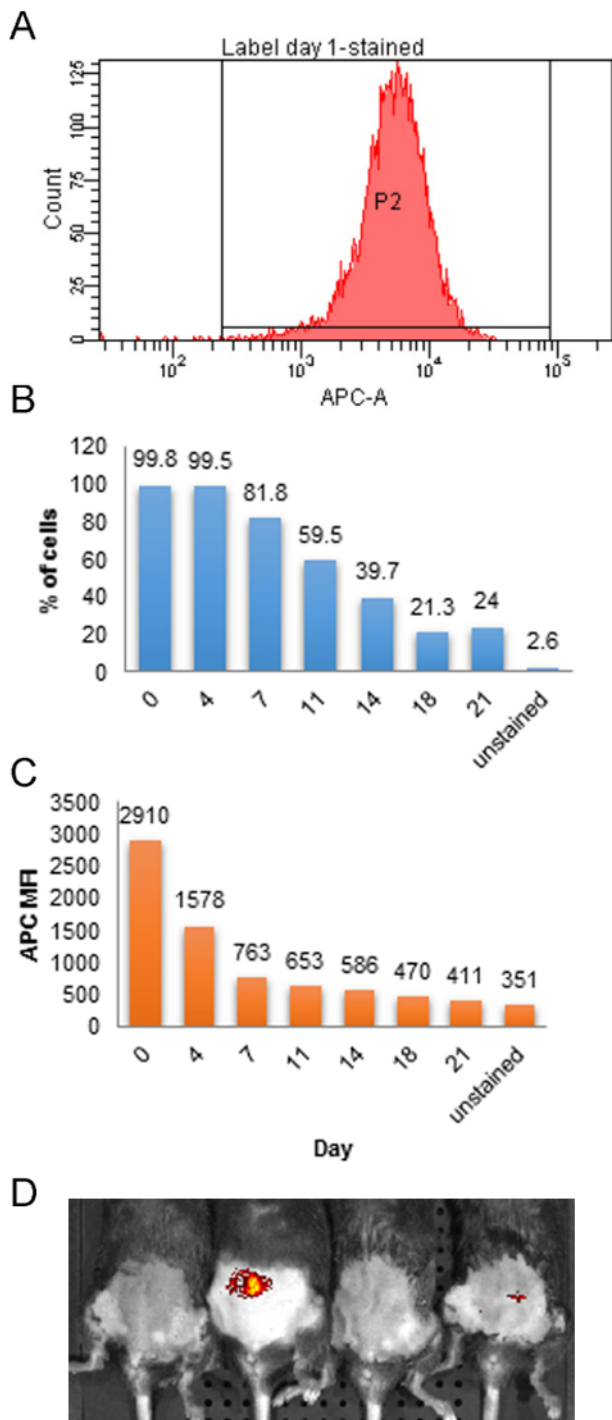 A
Label day 1-stained
125
100
75
50
25
0
Count
P2
10² 10³ 10⁴ 10⁵
APC-A
B
120
100
80
60
40
20
0
% of cells
99.8 99.5 81.8 59.5 39.7 21.3 24 2.6
0 4 7 11 14 18 21 unstained
C
3500
3000
2500
2000
1500
1000
500
0
APC MFI
2910 1578 763 653 586 470 411 351
0 4 7 11 14 18 21 unstained
Day
D